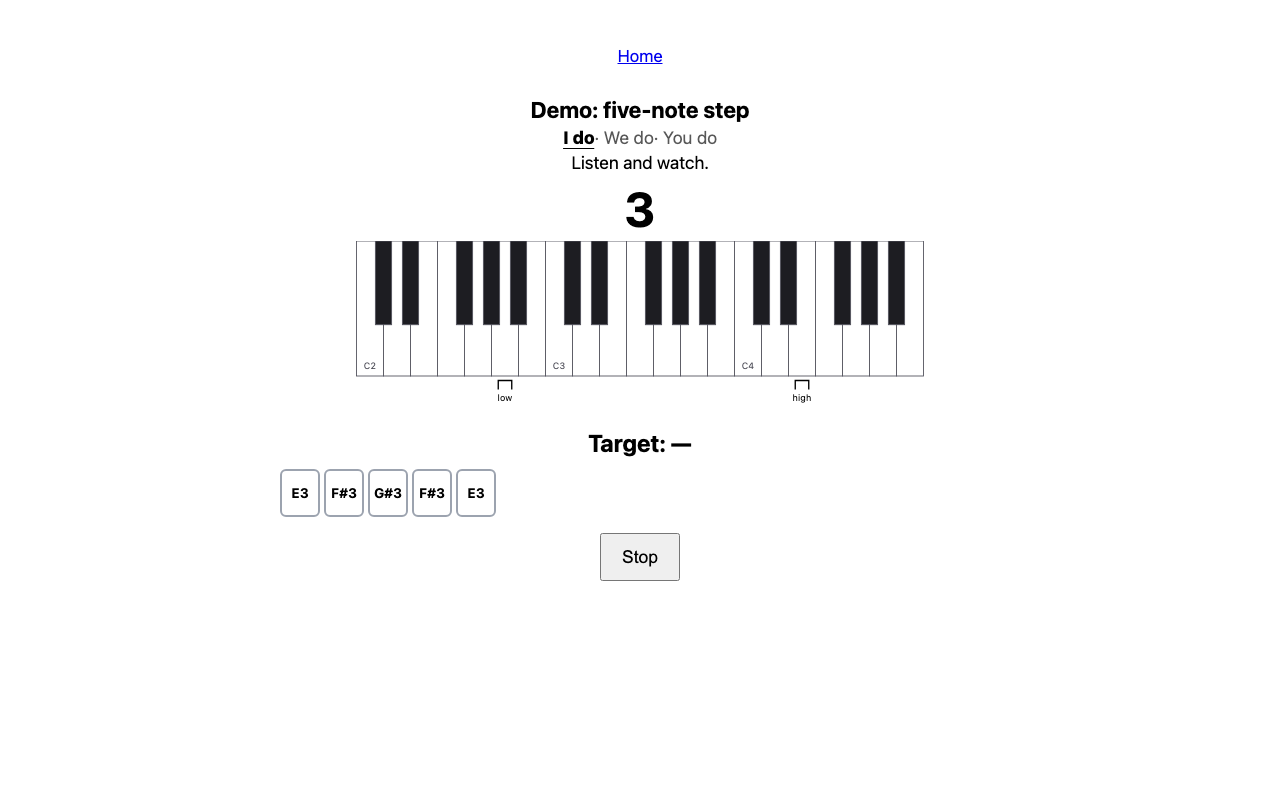 Home
Demo: five-note step
I do· We do· You do
Listen and watch.
3
C2 C3 C4
low high
Target: —
E3 F#3 G#3 F#3 E3
Stop